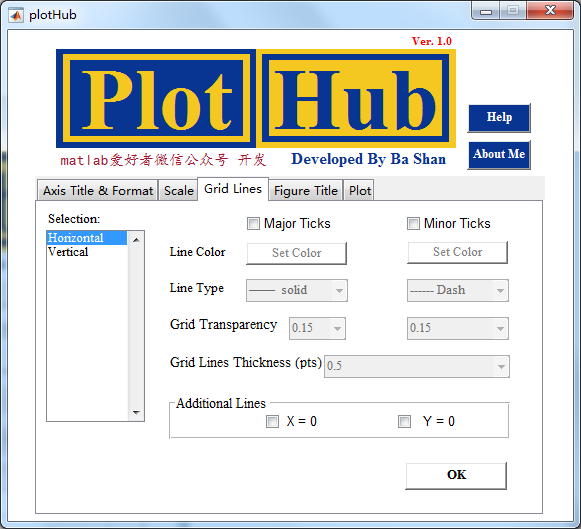 plotHub
Ver. 1.0
Plot Hub
Help
matlab爱好者微信公众号 开发 Developed By Ba Shan
About Me
Axis Title & Format Scale Grid Lines Figure Title Plot
Selection:
Horizontal
Vertical
Major Ticks Minor Ticks
Line Color Set Color Set Color
Line Type —— solid ------ Dash
Grid Transparency 0.15 0.15
Grid Lines Thickness (pts) 0.5
Additional Lines
X = 0 Y = 0
OK